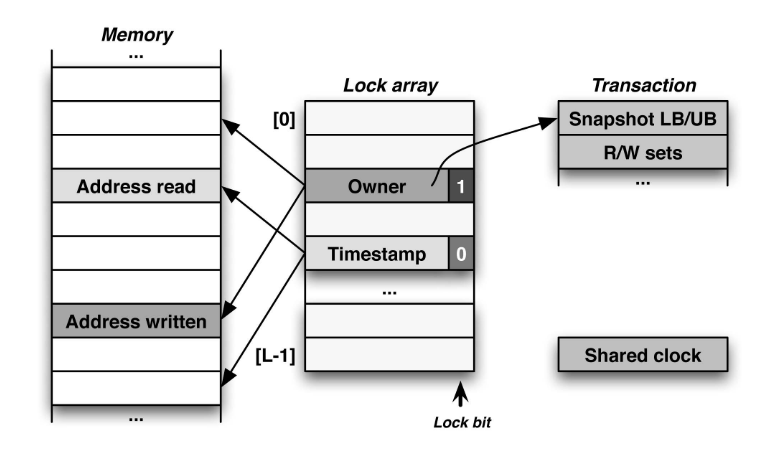 Memory
...
Lock array
Transaction
[0]
Snapshot LB/UB
R/W sets
...
Address read
Owner
1
Timestamp
0
...
Address written
[L-1]
Shared clock
...
Lock bit